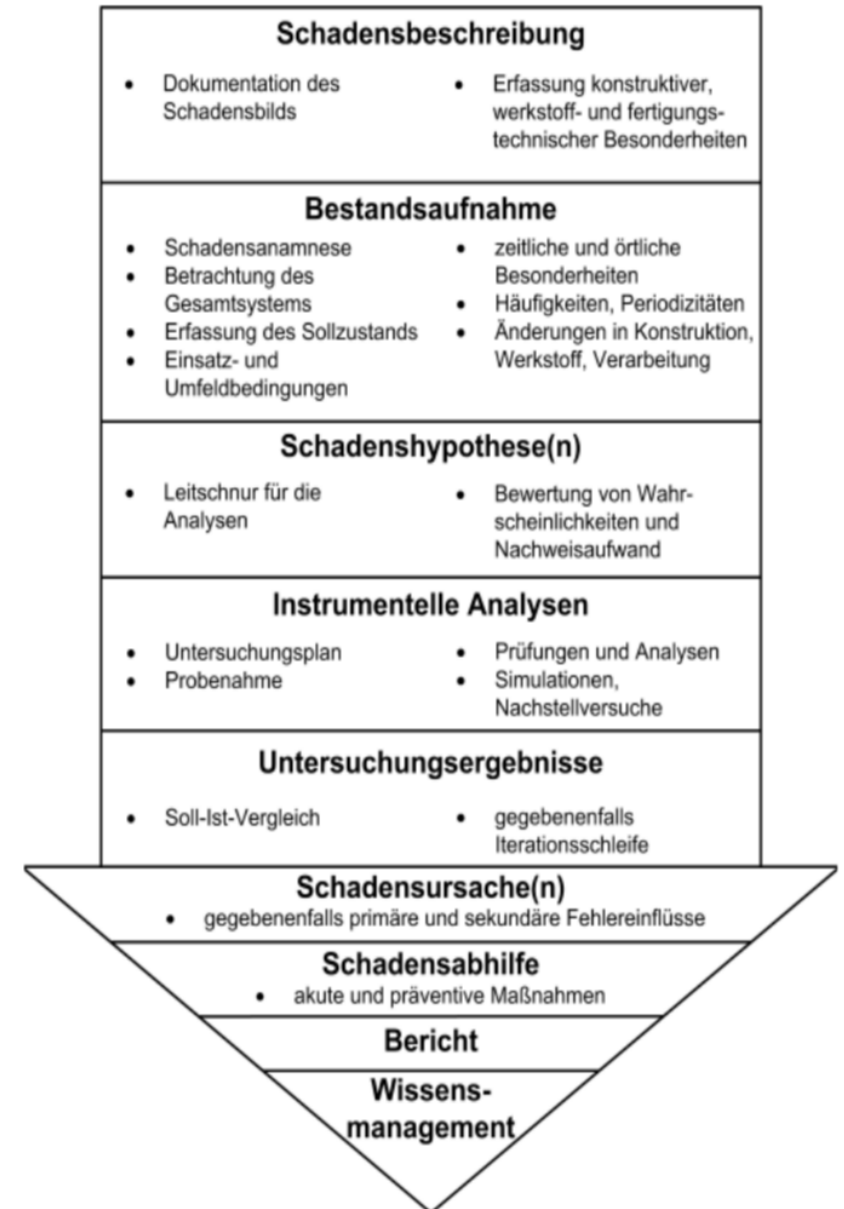 Schadensbeschreibung
• Dokumentation des
Schadensbilds
• Erfassung konstruktiver,
werkstoff- und fertigungs-
technischer Besonderheiten
Bestandsaufnahme
• Schadensanamnese
• Betrachtung des
Gesamtsystems
• Erfassung des Sollzustands
• Einsatz- und
Umfeldbedingungen
• zeitliche und örtliche
Besonderheiten
• Häufigkeiten, Periodizitäten
• Änderungen in Konstruktion,
Werkstoff, Verarbeitung
Schadenshypothese(n)
• Leitschnur für die
Analysen
• Bewertung von Wahr-
scheinlichkeiten und
Nachweisaufwand
Instrumentelle Analysen
• Untersuchungsplan
• Probenahme
• Prüfungen und Analysen
• Simulationen,
Nachstellversuche
Untersuchungsergebnisse
• Soll-Ist-Vergleich
• gegebenenfalls
Iterationsschleife
Schadensursache(n)
• gegebenenfalls primäre und sekundäre Fehlereinflüsse
Schadensabhilfe
• akute und präventive Maßnahmen
Bericht
Wissens-
management